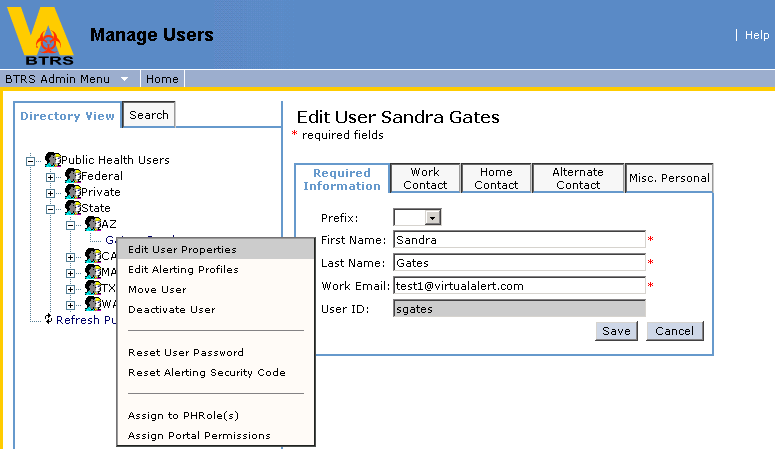 VA
BTRS
Manage Users
Help
BTRS Admin Menu
Home
Directory View
Search
Public Health Users
Federal
Private
State
AZ
CA
MA
TX
WA
Edit User Properties
Edit Alerting Profiles
Move User
Deactivate User
Reset User Password
Reset Alerting Security Code
Assign to PHRole(s)
Assign Portal Permissions
Edit User Sandra Gates
* required fields
Required
Information
Work
Contact
Home
Contact
Alternate
Contact
Misc. Personal
Prefix:
First Name: Sandra *
Last Name: Gates *
Work Email: test1@virtualalert.com *
User ID: sgates
Save Cancel